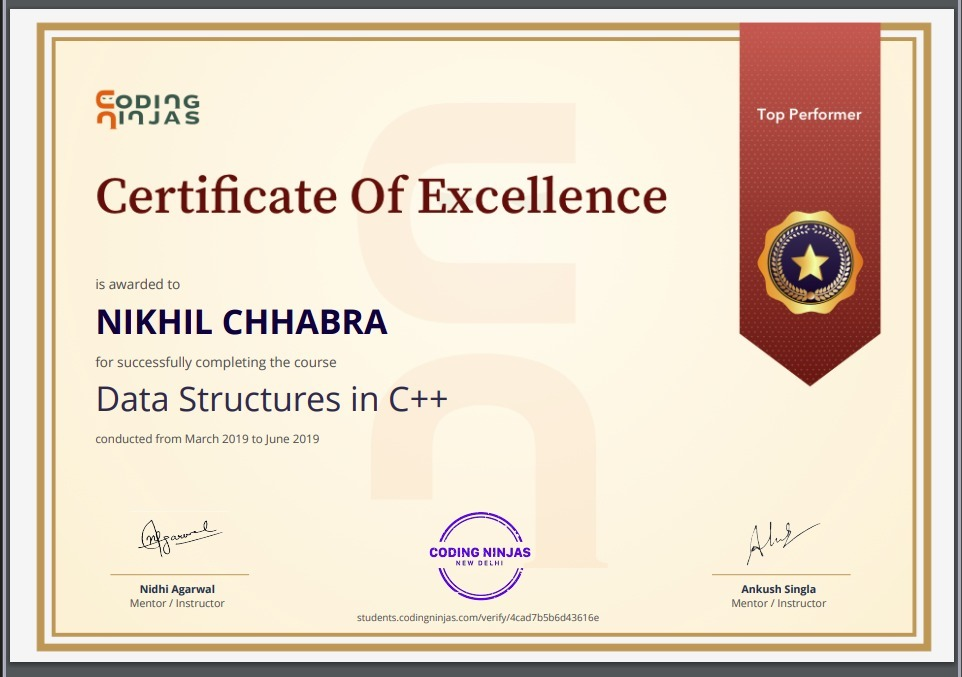 CODING
NINJAS
Top Performer
Certificate Of Excellence
is awarded to
NIKHIL CHHABRA
for successfully completing the course
Data Structures in C++
conducted from March 2019 to June 2019
CODING NINJAS
NEW DELHI
Nidhi Agarwal
Mentor / Instructor
Ankush Singla
Mentor / Instructor
students.codingninjas.com/verify/4cad7b5b6d43616e